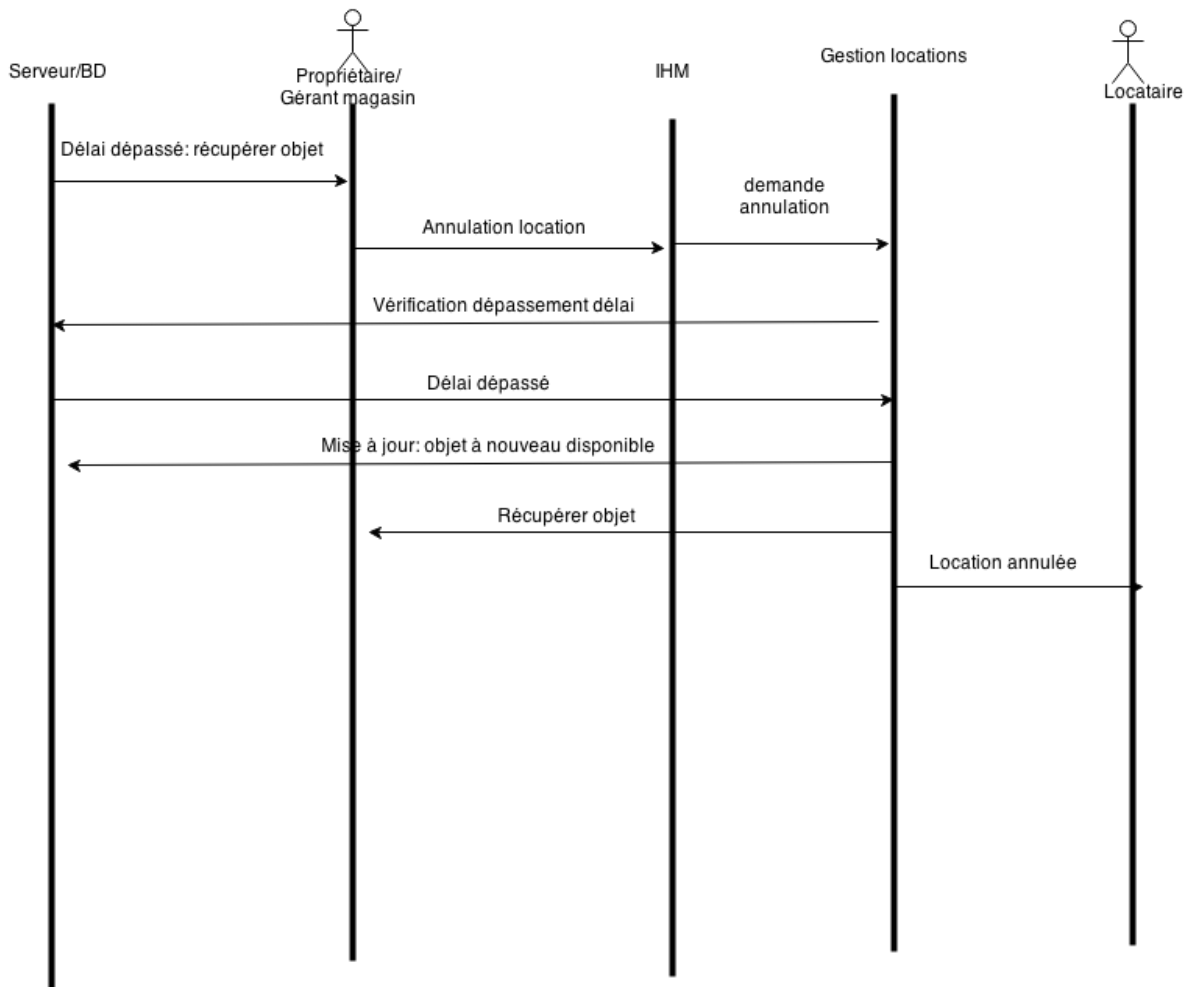 Serveur/BD
Propriétaire/
Gérant magasin
IHM
Gestion locations
Locataire
Délai dépassé: récupérer objet
demande
annulation
Annulation location
Vérification dépassement délai
Délai dépassé
Mise à jour: objet à nouveau disponible
Récupérer objet
Location annulée